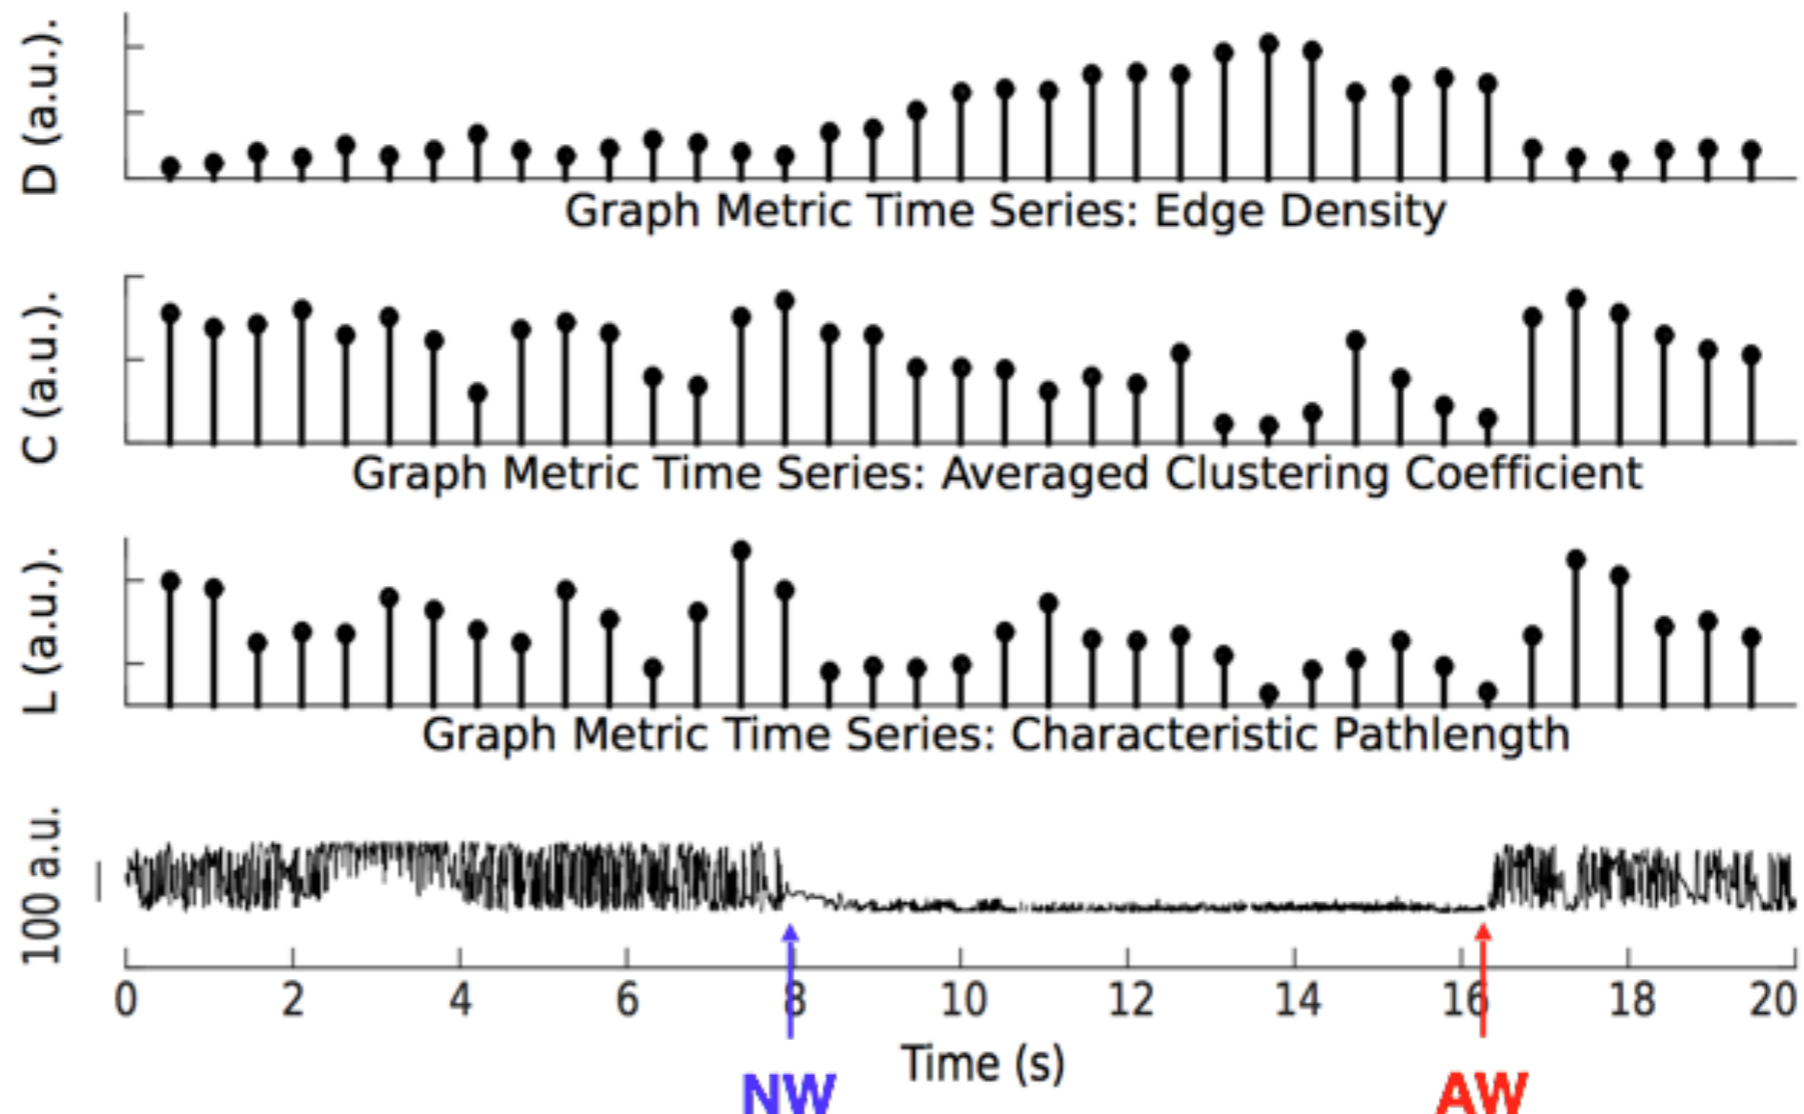 D (a.u.).
Graph Metric Time Series: Edge Density
C (a.u.).
Graph Metric Time Series: Averaged Clustering Coefficient
L (a.u.).
Graph Metric Time Series: Characteristic Pathlength
100 a.u.
0 2 4 6 8 10 12 14 16 18 20
Time (s)
NW AW